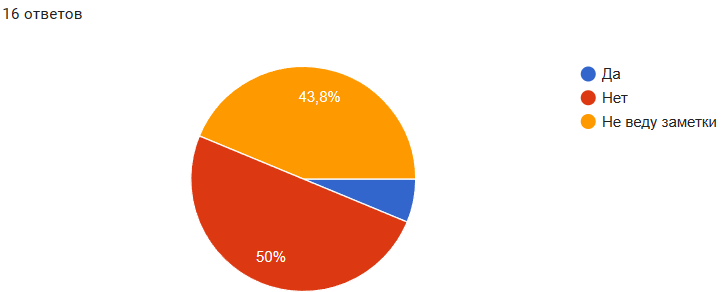 16 ответов
Да
Нет
Не веду заметки
43,8%
50%